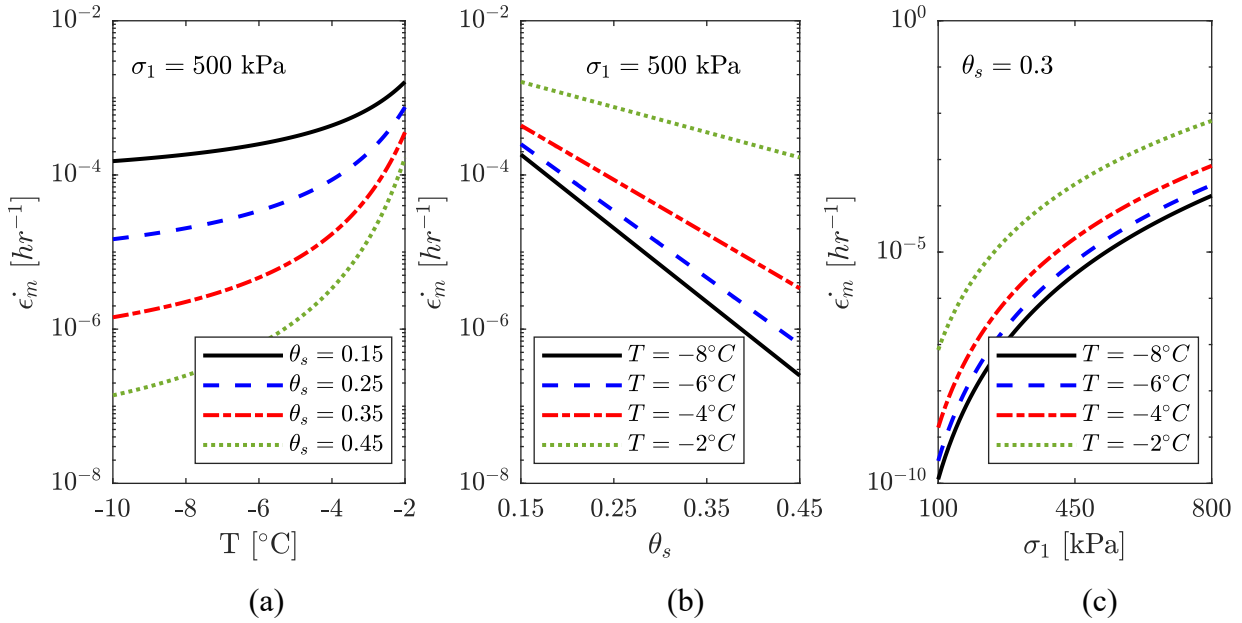 10⁻²
10⁻⁴
10⁻⁶
10⁻⁸
ϵ̇ₘ [hr⁻¹]
σ₁ = 500 kPa
θₛ = 0.15
θₛ = 0.25
θₛ = 0.35
θₛ = 0.45
-10 -8 -6 -4 -2
T [°C]
(a)
10⁻²
10⁻⁴
10⁻⁶
10⁻⁸
ϵ̇ₘ [hr⁻¹]
σ₁ = 500 kPa
T = −8°C
T = −6°C
T = −4°C
T = −2°C
0.15 0.25 0.35 0.45
θₛ
(b)
10⁰
10⁻⁵
10⁻¹⁰
ϵ̇ₘ [hr⁻¹]
θₛ = 0.3
T = −8°C
T = −6°C
T = −4°C
T = −2°C
100 450 800
σ₁ [kPa]
(c)